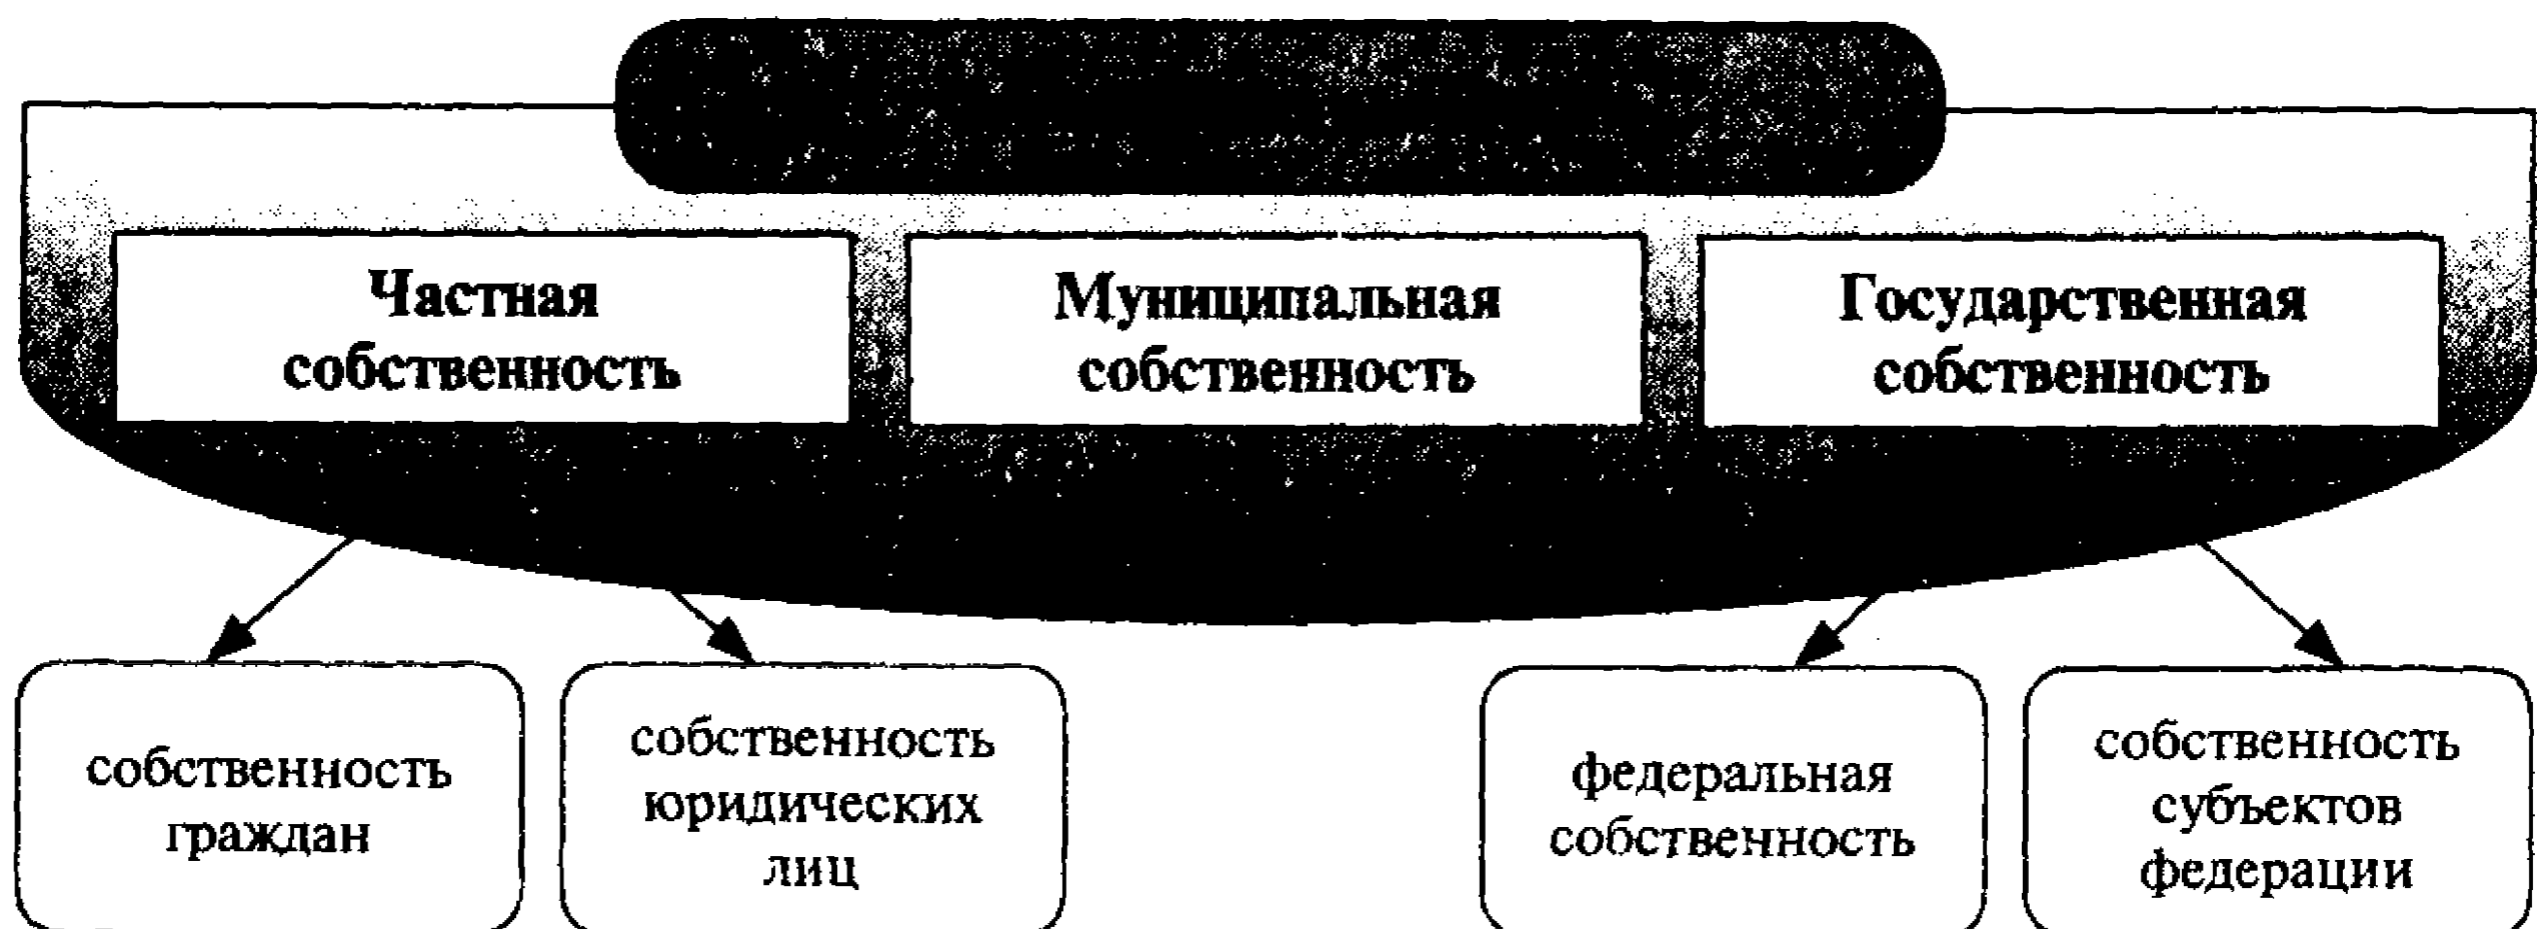 Частная
собственность
Муниципальная
собственность
Государственная
собственность
собственность
граждан
собственность
юридических
лиц
федеральная
собственность
собственность
субъектов
федерации